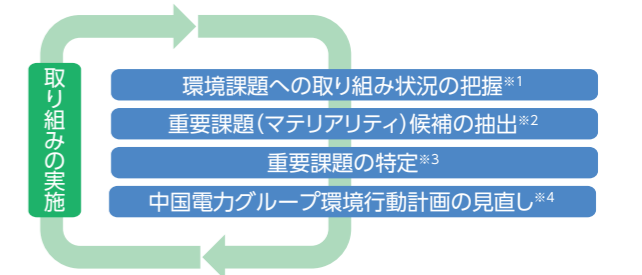 取り組みの実施
環境課題への取り組み状況の把握※1
重要課題（マテリアリティ）候補の抽出※2
重要課題の特定※3
中国電力グループ環境行動計画の見直し※4